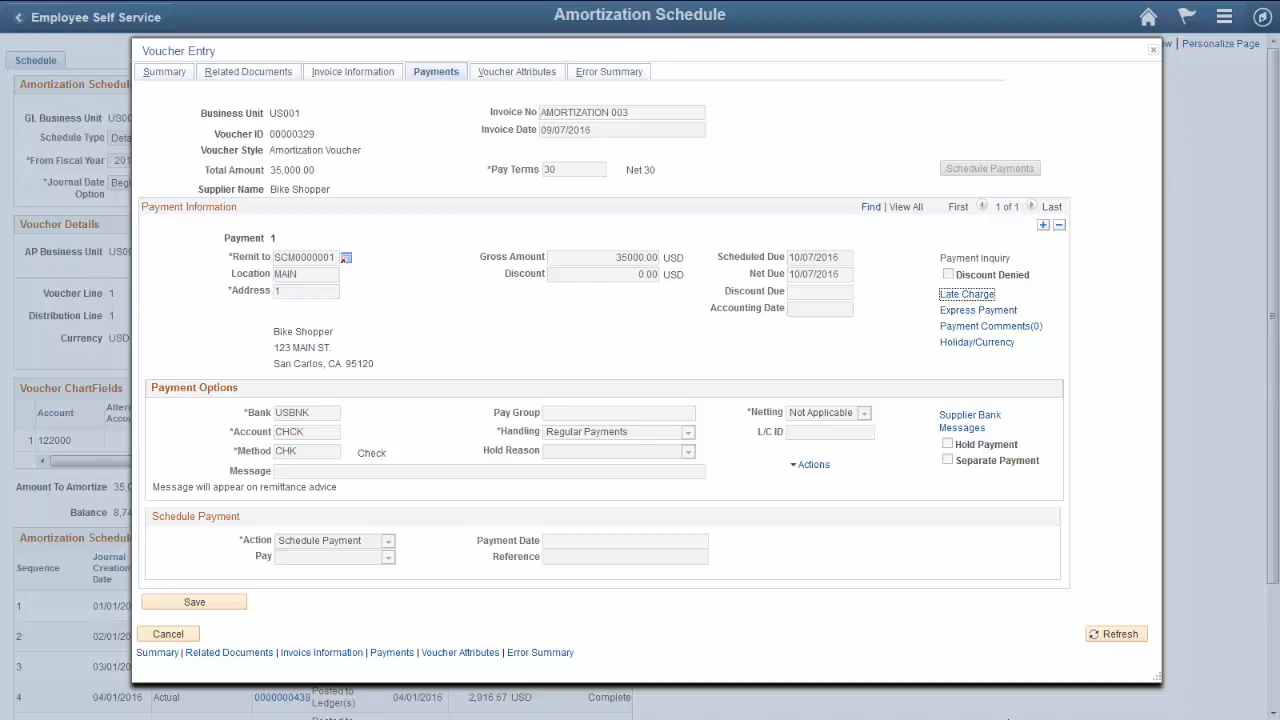 Employee Self Service
Amortization Schedule
Personalize Page
Schedule
Voucher Entry
Summary Related Documents Invoice Information Payments Voucher Attributes Error Summary
Business Unit US001 Invoice No AMORTIZATION 003
Voucher ID 00000329 Invoice Date 09/07/2016
Voucher Style Amortization Voucher
Total Amount 35,000.00 *Pay Terms 30 Net 30 Schedule Payments
Supplier Name Bike Shopper
Payment Information Find | View All First 1 of 1 Last
Payment 1
*Remit to SCM0000001 Gross Amount 35000.00 USD Scheduled Due 10/07/2016 Payment Inquiry
Location MAIN Discount 0.00 USD Net Due 10/07/2016 Discount Denied
*Address 1 Discount Due Late Charge
Accounting Date Express Payment
Payment Comments(0)
Holiday/Currency
Bike Shopper
123 MAIN ST.
San Carlos, CA 95120
Payment Options
*Bank USBNK Pay Group *Netting Not Applicable Supplier Bank
*Account CHCK *Handling Regular Payments L/C ID Messages
*Method CHK Check Hold Reason Hold Payment
Actions Separate Payment
Message
Message will appear on remittance advice.
Schedule Payment
*Action Schedule Payment Payment Date
Pay Reference
Save
Cancel Refresh
Summary | Related Documents | Invoice Information | Payments | Voucher Attributes | Error Summary
Amortization Schedule
GL Business Unit
Schedule Type
*From Fiscal Year
*Journal Date
Option
Voucher Details
AP Business Unit
Voucher Line 1
Distribution Line 1
Currency USD
Voucher ChartFields
Account
1 122000
Amount To Amortize
Balance
Amortization Schedule
Sequence Journal
Creation
Date
1
2
3
4 04/01/2016 Actual 0000000439 Posted to
Ledger(s) 04/01/2016 2,916.67 USD Complete